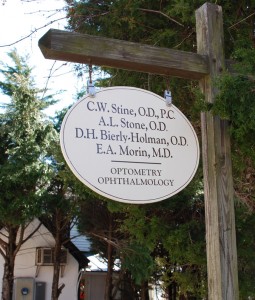 C.W. Stine, O.D., P.C.
A.L. Stone, O.D.
D.H. Bierly-Holman, O.D.
E.A. Morin, M.D.
OPTOMETRY
OPHTHALMOLOGY